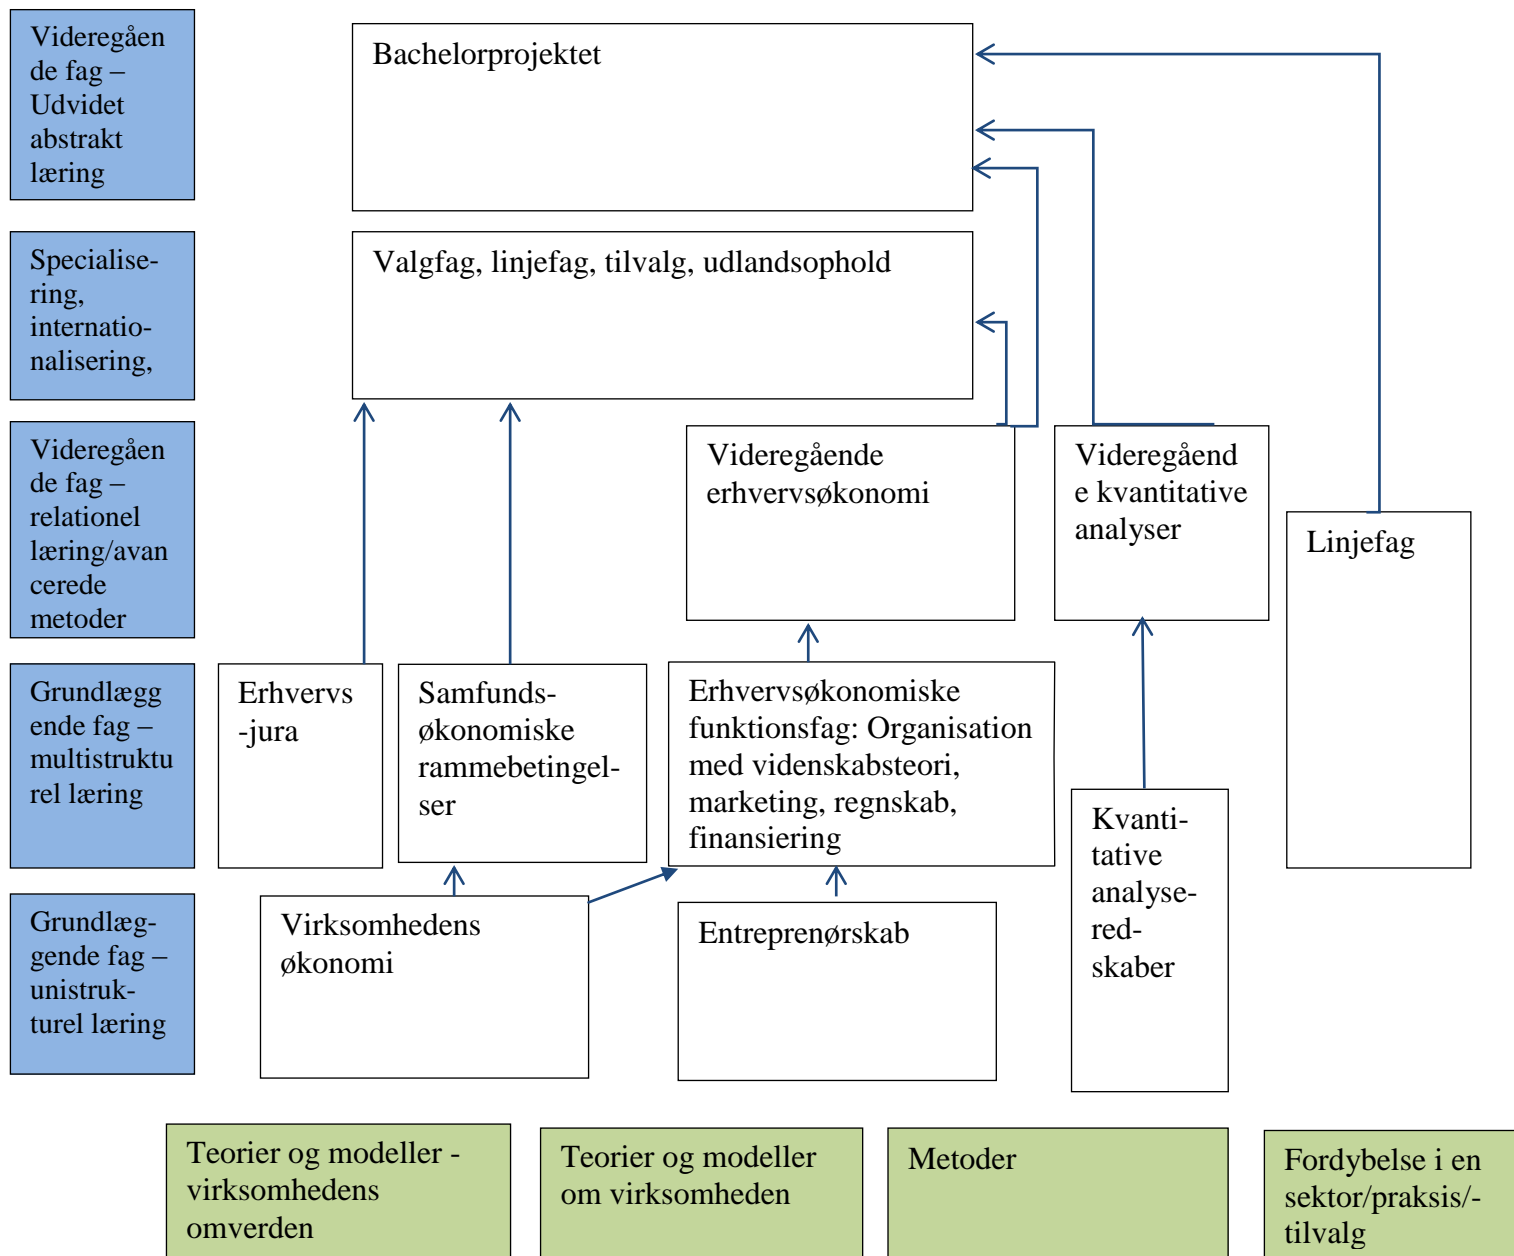 Videregåen
de fag –
Udvidet
abstrakt
læring
Bachelorprojektet
Specialise-
ring,
internatio-
nalisering,
Valgfag, linjefag, tilvalg, udlandsophold
Videregåen
de fag –
relationel
læring/avan
cerede
metoder
Videregående
erhvervsøkonomi
Videregåend
e kvantitative
analyser
Linjefag
Grundlægg
ende fag –
multistruktu
rel læring
Erhvervs
-jura
Samfunds-
økonomiske
rammebetingel-
ser
Erhvervsøkonomiske
funktionsfag: Organisation
med videnskabsteori,
marketing, regnskab,
finansiering
Kvanti-
tative
analyse-
red-
skaber
Grundlæg-
gende fag –
unistruk-
turel læring
Virksomhedens
økonomi
Entreprenørskab
Teorier og modeller -
virksomhedens
omverden
Teorier og modeller
om virksomheden
Metoder
Fordybelse i en
sektor/praksis/-
tilvalg